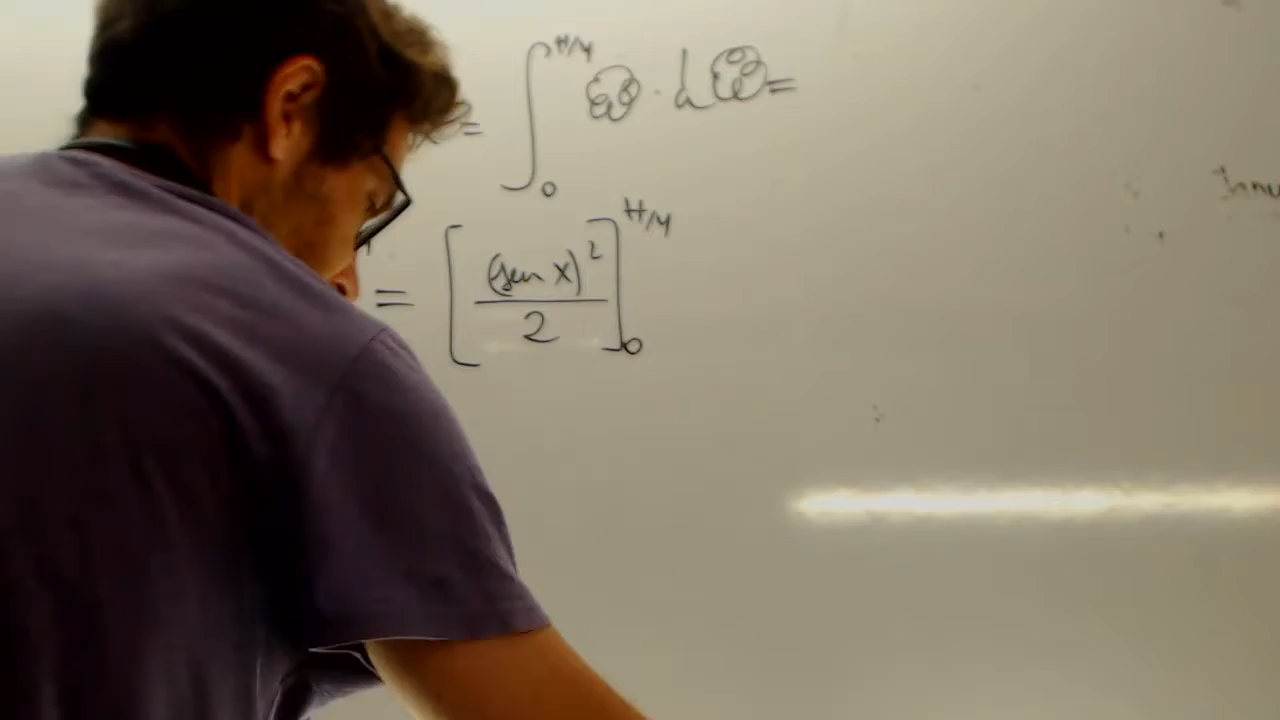 = ∫₀^π/4 · d =
= [ (sen x)² / 2 ]₀^π/4